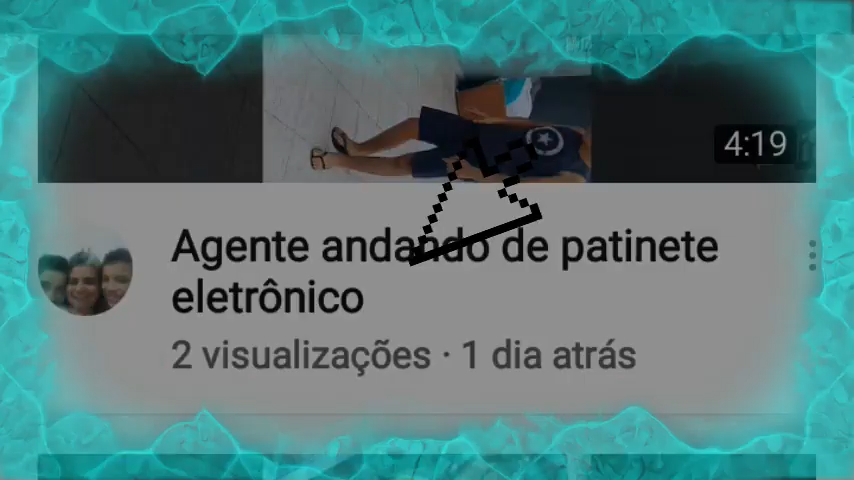 4:19
Agente andando de patinete
eletrônico
2 visualizações · 1 dia atrás